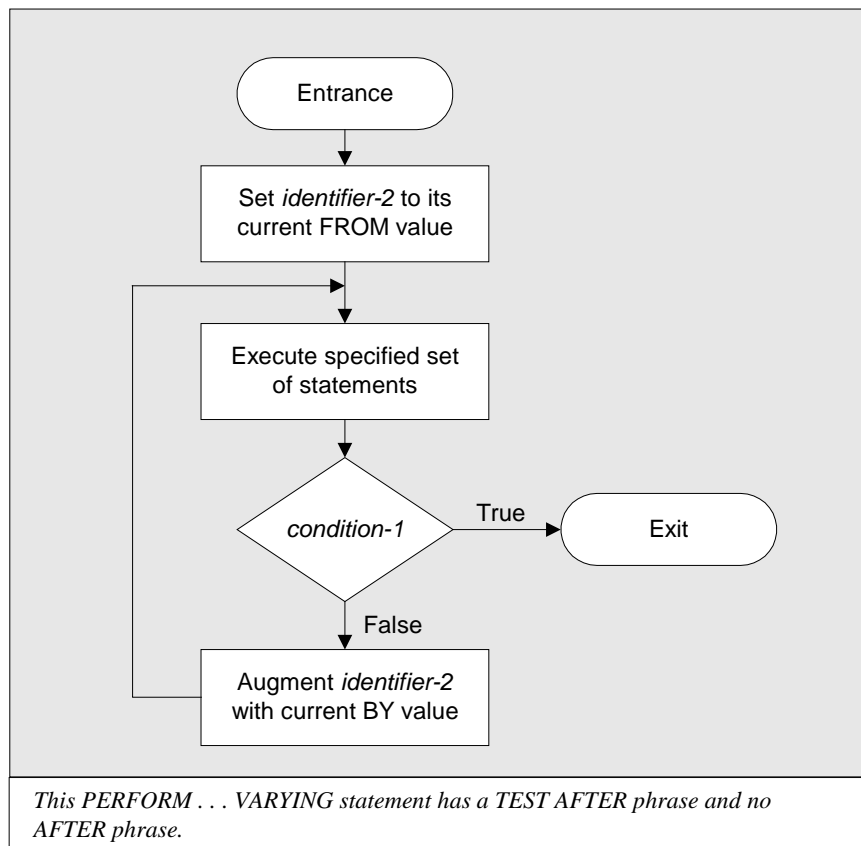 Entrance
Set identifier-2 to its
current FROM value
Execute specified set
of statements
condition-1
True
Exit
False
Augment identifier-2
with current BY value
This PERFORM . . . VARYING statement has a TEST AFTER phrase and no
AFTER phrase.